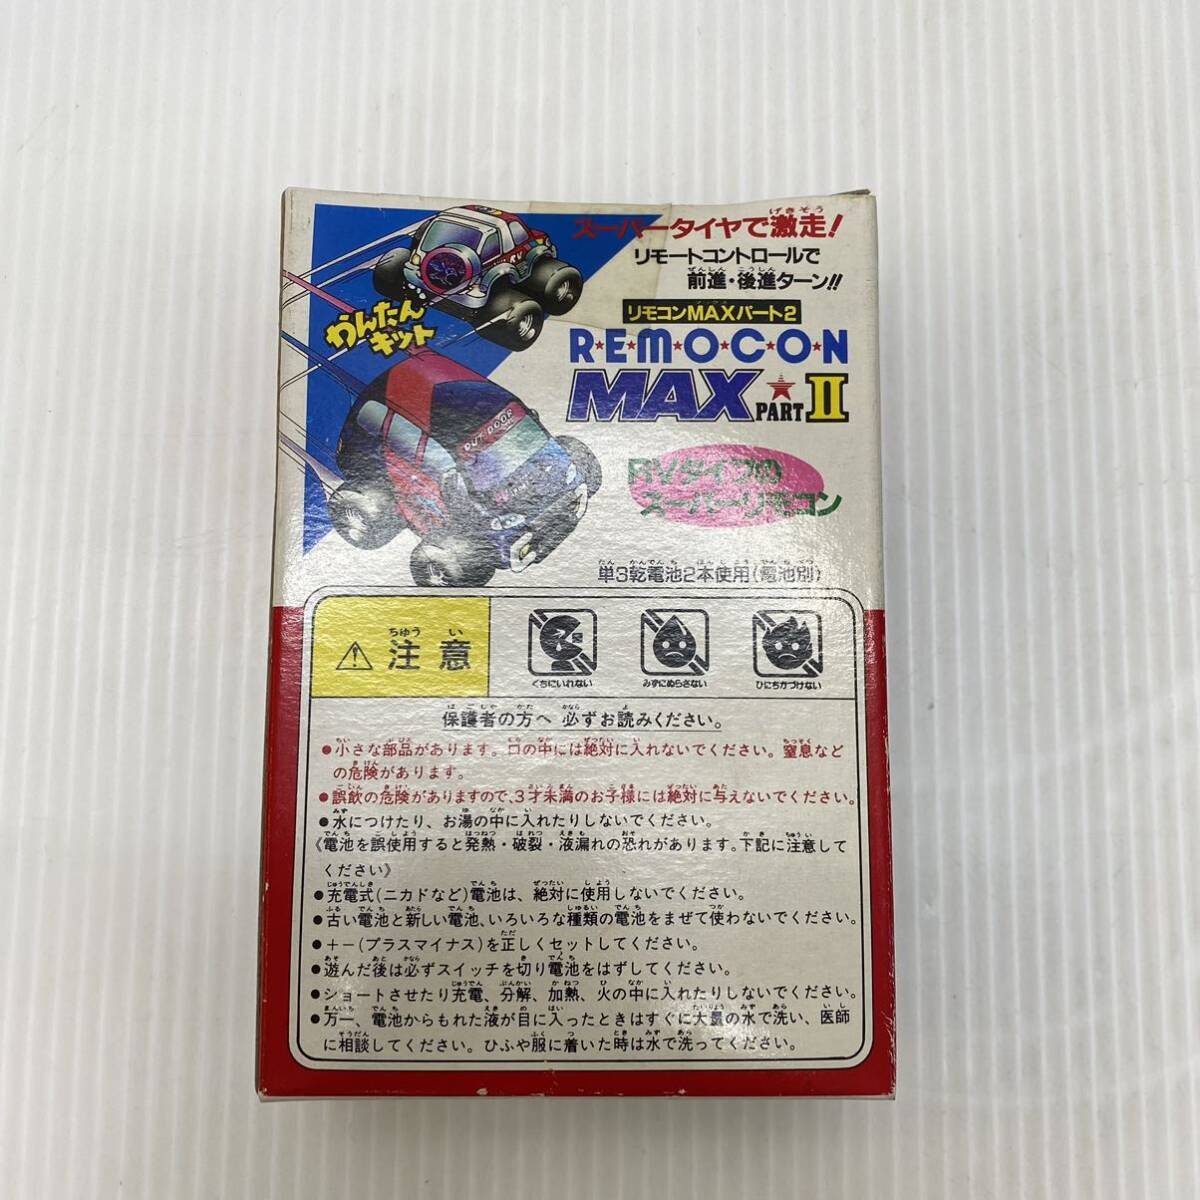 スーパータイヤで激走!
リモートコントロールで
前進・後進ターン!!
かんたん
キット
リモコンMAXパート2
R★E★M★O★C★O★N
MAX★PARTII
OUT DOOR
RVタイプの
スーパーリモコン
単3乾電池2本使用(電池別)
⚠注意
くちにいれない
みずにぬらさない
ひにちかづけない
保護者の方へ 必ずお読みください。
●小さな部品があります。口の中には絶対に入れないでください。窒息など
の危険があります。
●誤飲の危険がありますので、3才未満のお子様には絶対に与えないでください。
●水につけたり、お湯の中に入れたりしないでください。
《電池を誤使用すると発熱・破裂・液漏れの恐れがあります。下記に注意して
ください》
●充電式(ニカドなど)電池は、絶対に使用しないでください。
●古い電池と新しい電池、いろいろな種類の電池をまぜて使わないでください。
●+-(プラスマイナス)を正しくセットしてください。
●遊んだ後は必ずスイッチを切り電池をはずしてください。
●ショートさせたり充電、分解、加熱、火の中に入れたりしないでください。
●万一、電池からもれた液が目に入ったときはすぐに大量の水で洗い、医師
に相談してください。ひふや服に着いた時は水で洗ってください。